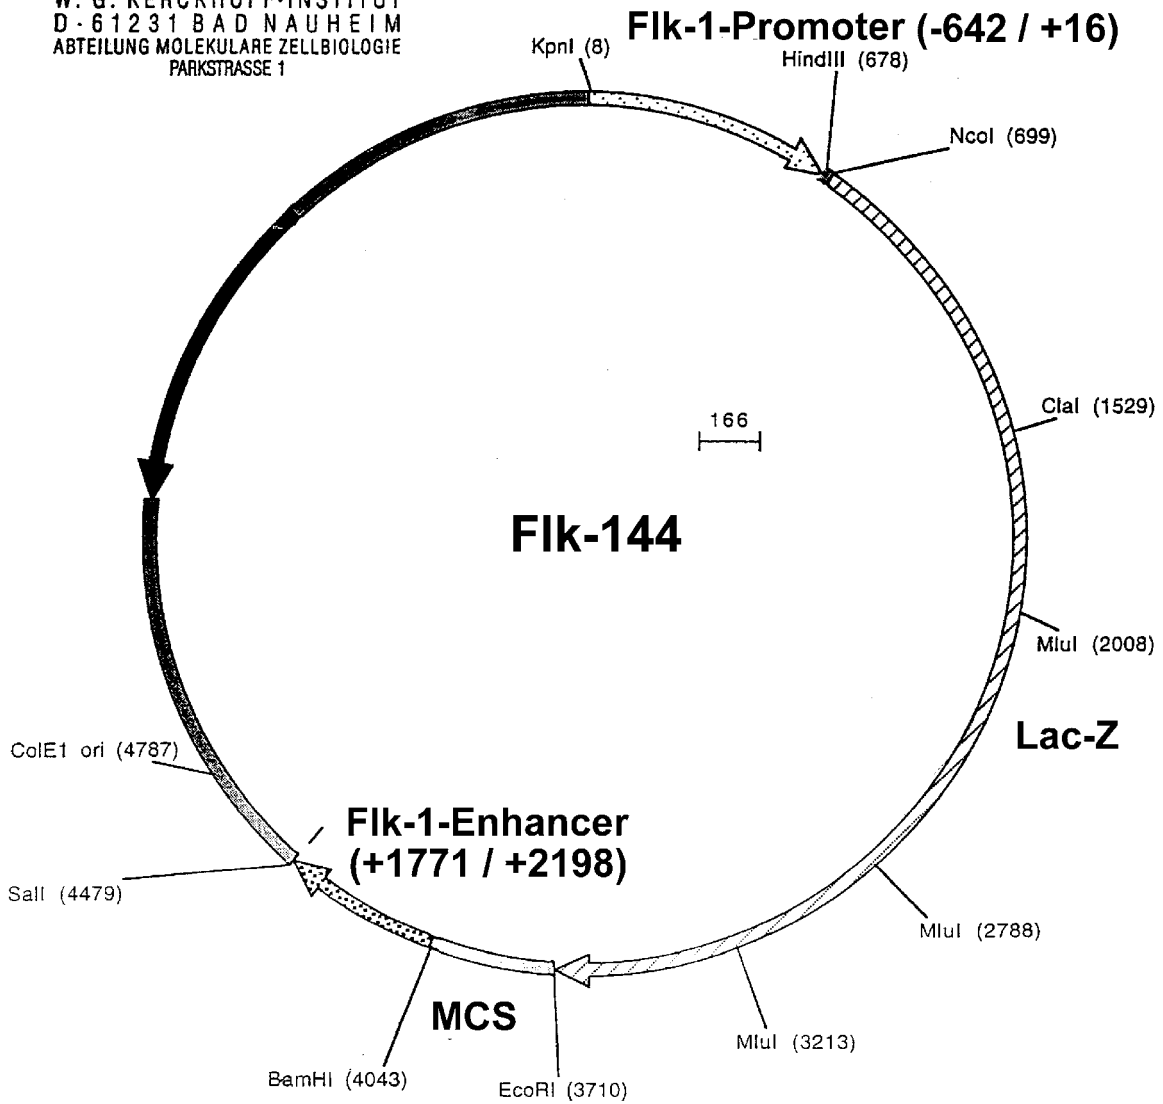 W. G. KERCKHOFF-INSTITUT
D-61231 BAD NAUHEIM
ABTEILUNG MOLEKULARE ZELLBIOLOGIE
PARKSTRASSE 1
Flk-1-Promoter (-642 / +16)
KpnI (8)
HindIII (678)
NcoI (699)
ClaI (1529)
166
Flk-144
MluI (2008)
Lac-Z
ColE1 ori (4787)
Flk-1-Enhancer
(+1771 / +2198)
SalI (4479)
MluI (2788)
MCS
MluI (3213)
BamHI (4043)
EcoRI (3710)